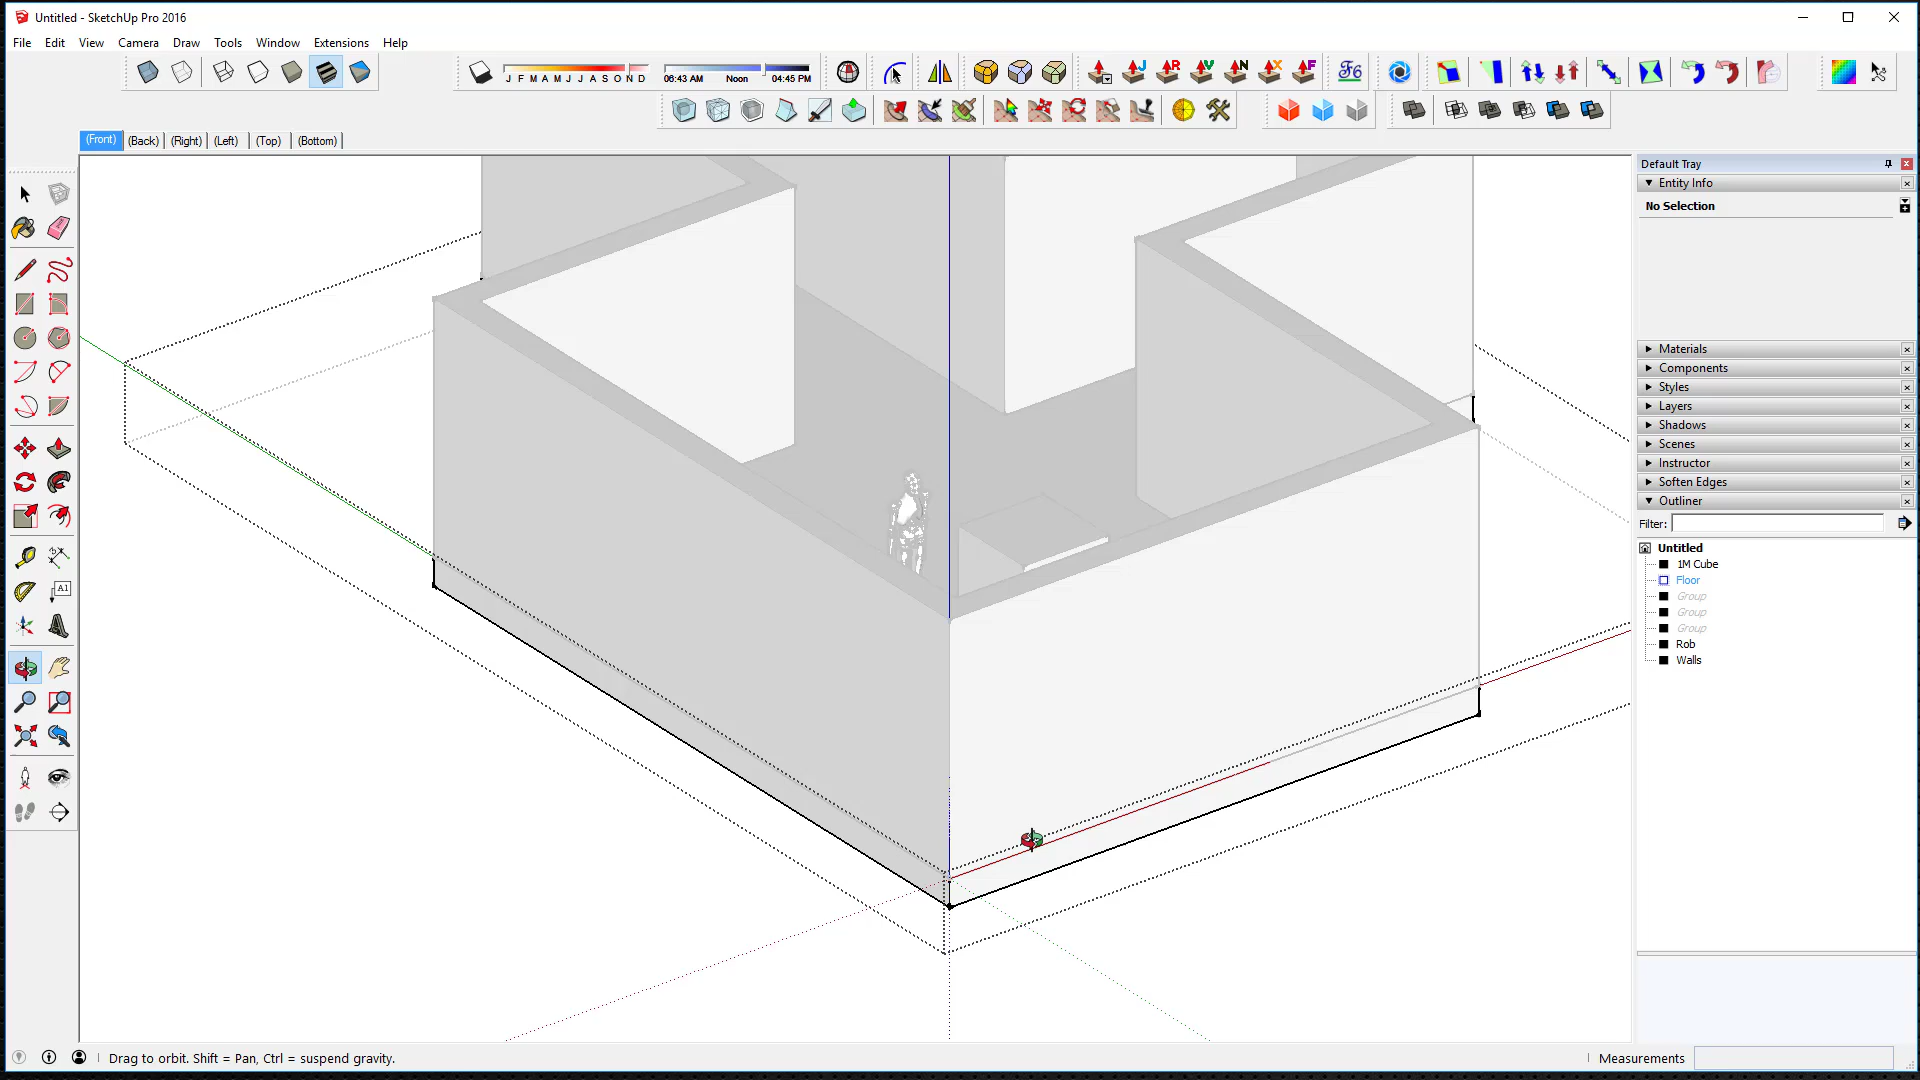 Untitled - SketchUp Pro 2016
File Edit View Camera Draw Tools Window Extensions Help
J F M A M J J A S O N D 06:43 AM Noon 04:45 PM
J R V N X F F6
(Front) (Back) (Right) (Left) (Top) (Bottom)
Default Tray
Entity Info
No Selection
Materials
Components
Styles
Layers
Shadows
Scenes
Instructor
Soften Edges
Outliner
Filter:
Untitled
1M Cube
Floor
Group
Group
Group
Rob
Walls
A1
Drag to orbit. Shift = Pan, Ctrl = suspend gravity.
Measurements